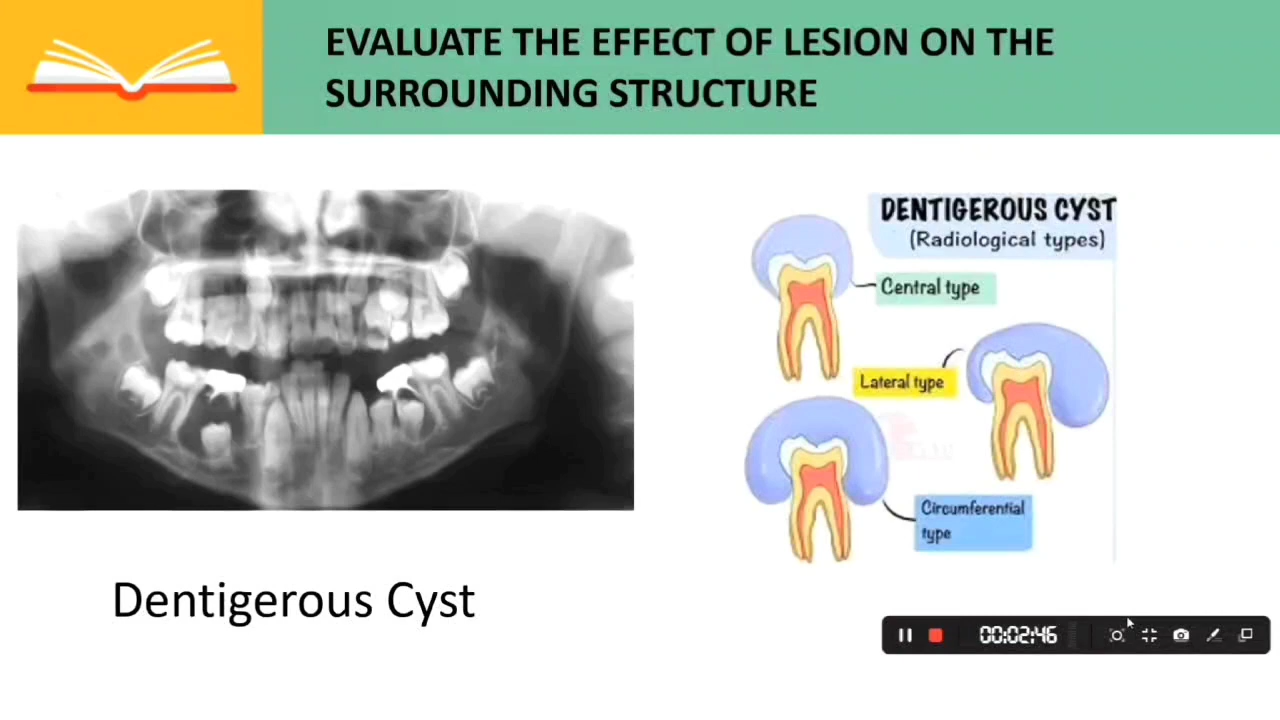 EVALUATE THE EFFECT OF LESION ON THE
SURROUNDING STRUCTURE
DENTIGEROUS CYST
(Radiological types)
Central type
Lateral type
Circumferential
type
Dentigerous Cyst
00:02:46